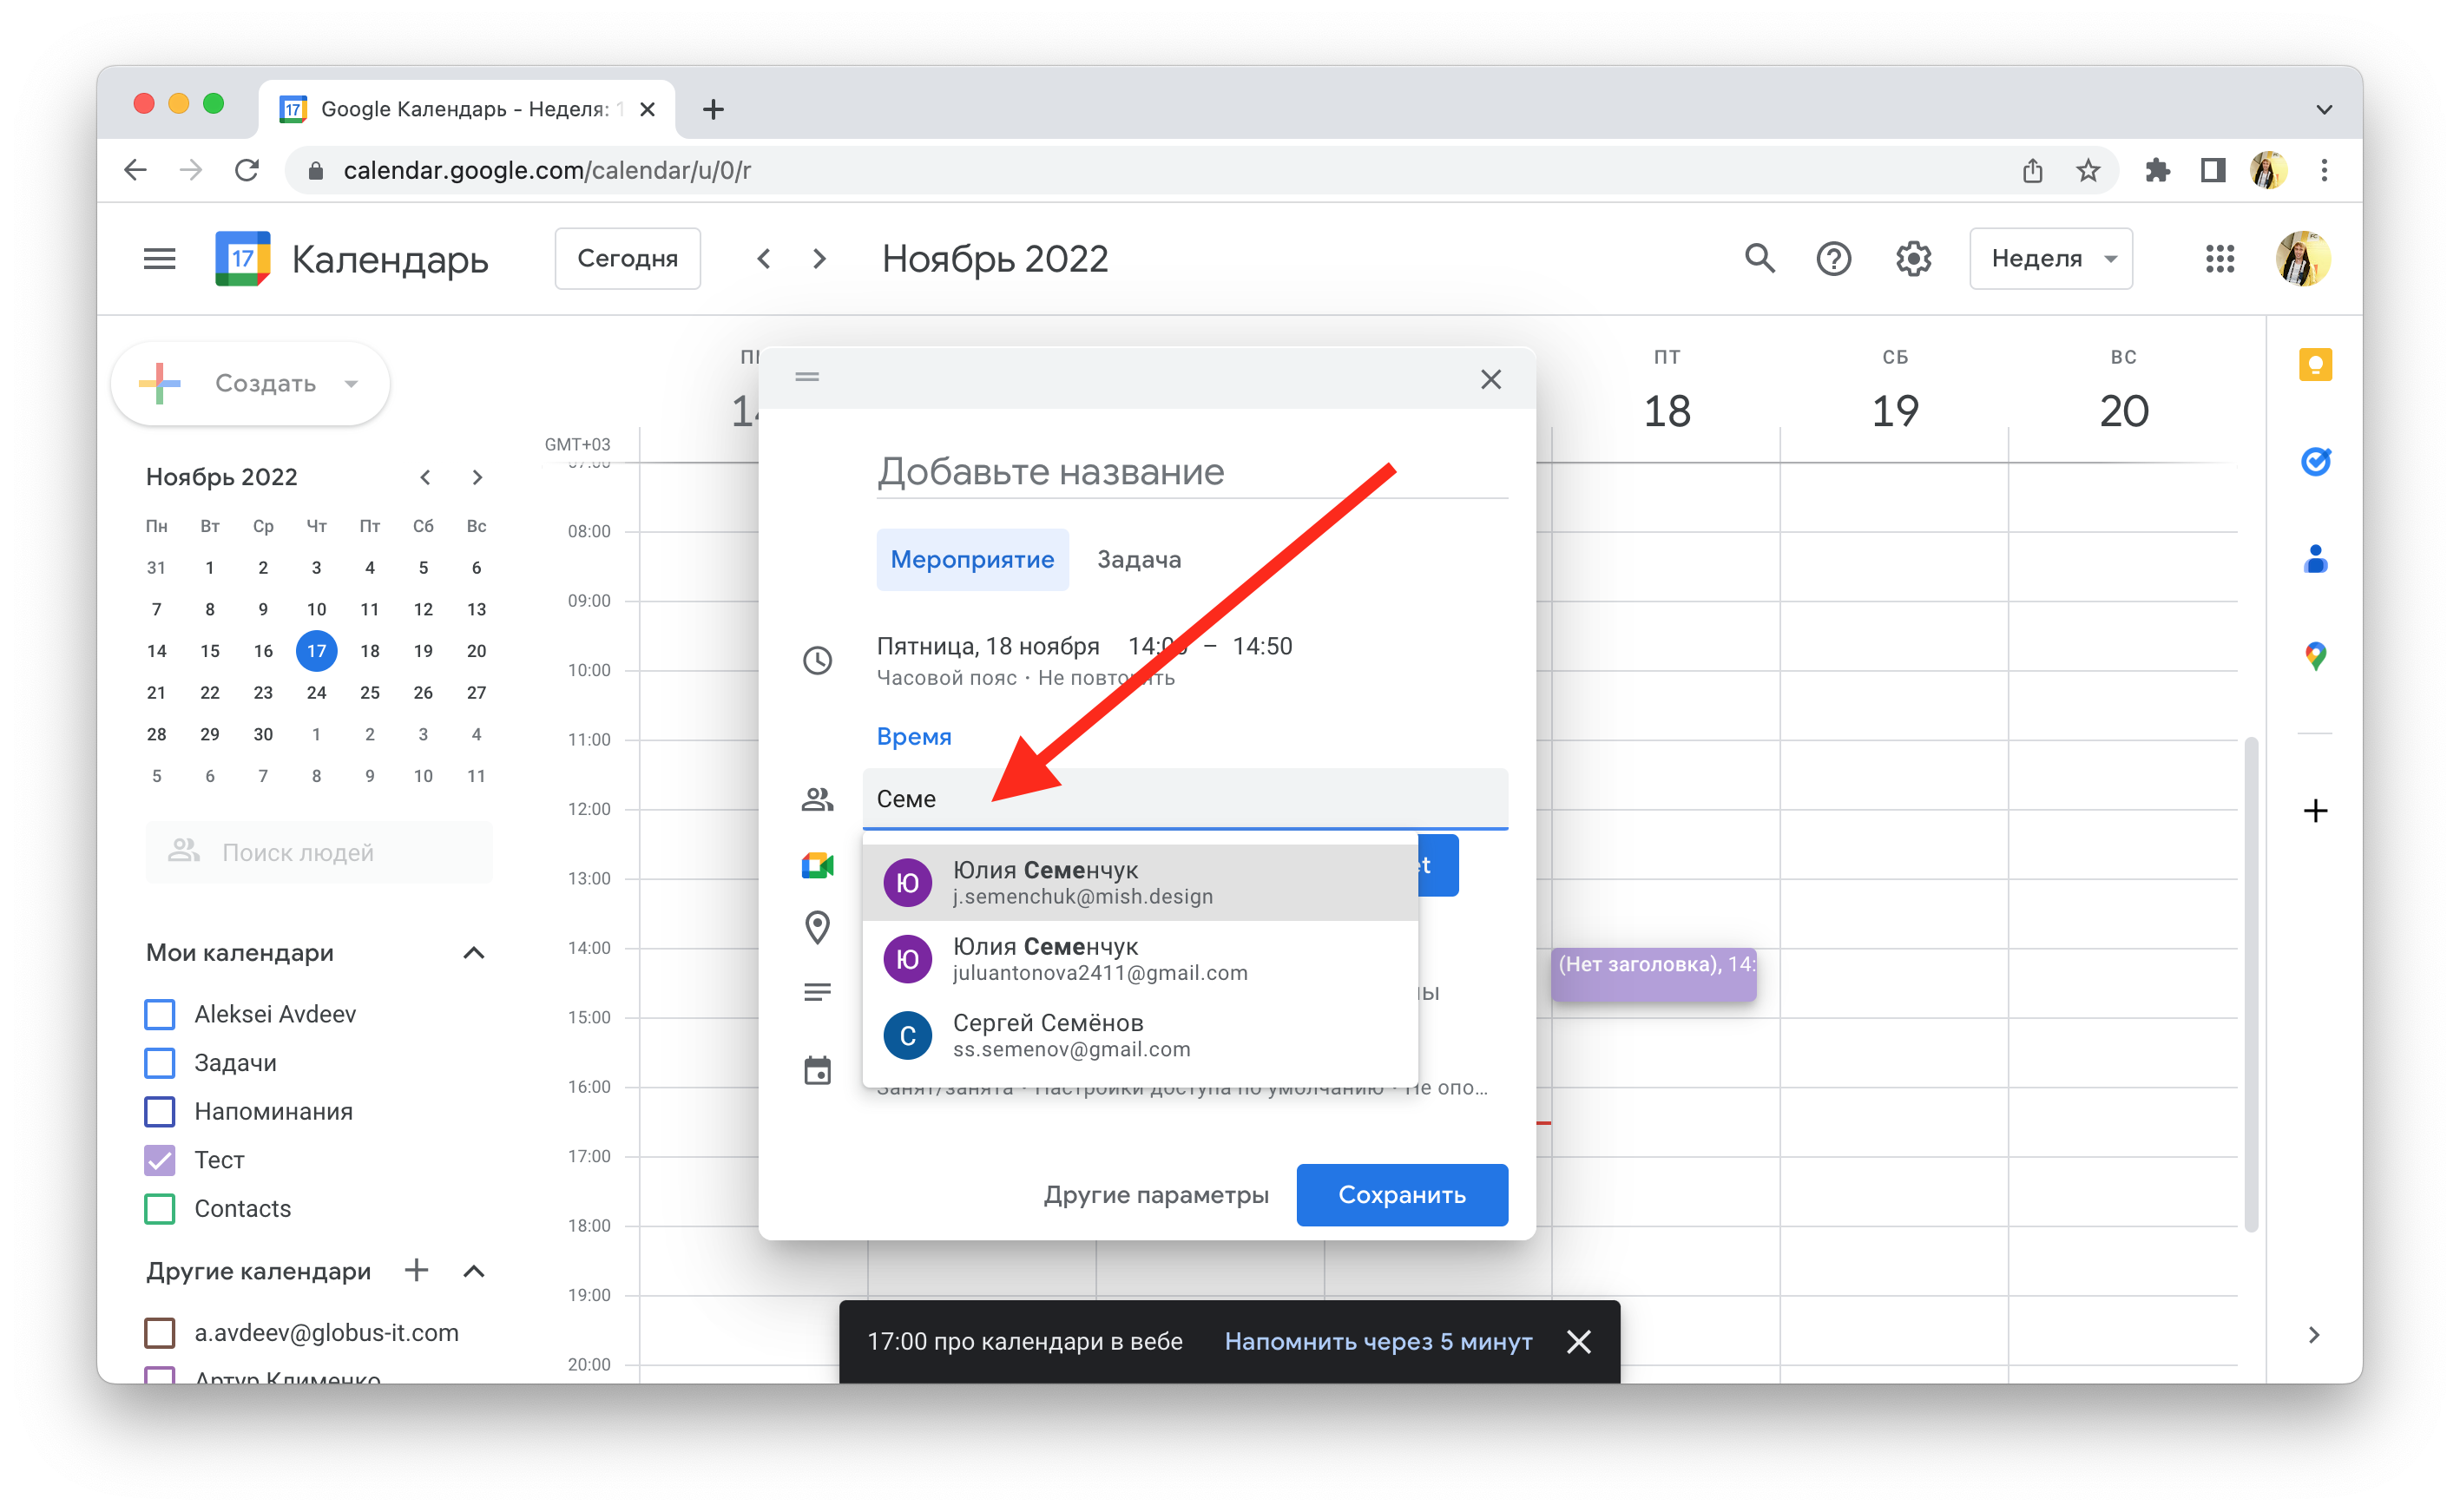 Google Календарь - Неделя: 1
calendar.google.com/calendar/u/0/r
17
Календарь
Сегодня
Ноябрь 2022
Неделя
Создать
Ноябрь 2022
Пн Вт Ср Чт Пт Сб Вс
31 1 2 3 4 5 6
7 8 9 10 11 12 13
14 15 16 17 18 19 20
21 22 23 24 25 26 27
28 29 30 1 2 3 4
5 6 7 8 9 10 11
Поиск людей
Мои календари
Aleksei Avdeev
Задачи
Напоминания
Тест
Contacts
Другие календари
a.avdeev@globus-it.com
Артур Клименко
ПТ
18
СБ
19
ВС
20
GMT+03
07:00
08:00
09:00
10:00
11:00
12:00
13:00
14:00
15:00
16:00
17:00
18:00
19:00
20:00
Добавьте название
Мероприятие Задача
Пятница, 18 ноября 14:00 – 14:50
Часовой пояс · Не повторять
Время
Семе
Юлия Семенчук
j.semenchuk@mish.design
Юлия Семенчук
juluantonova2411@gmail.com
Сергей Семёнов
ss.semenov@gmail.com
Занят/занята · Настройки доступа по умолчанию · Не опо...
Другие параметры
Сохранить
(Нет заголовка), 14:
17:00 про календари в вебе Напомнить через 5 минут